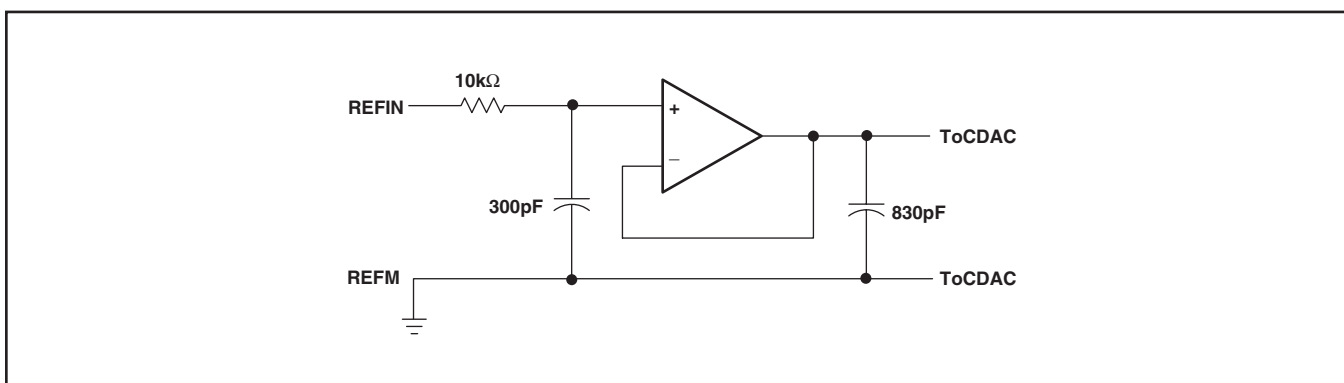 10kΩ
REFIN
+
−
ToCDAC
300pF
830pF
REFM
ToCDAC